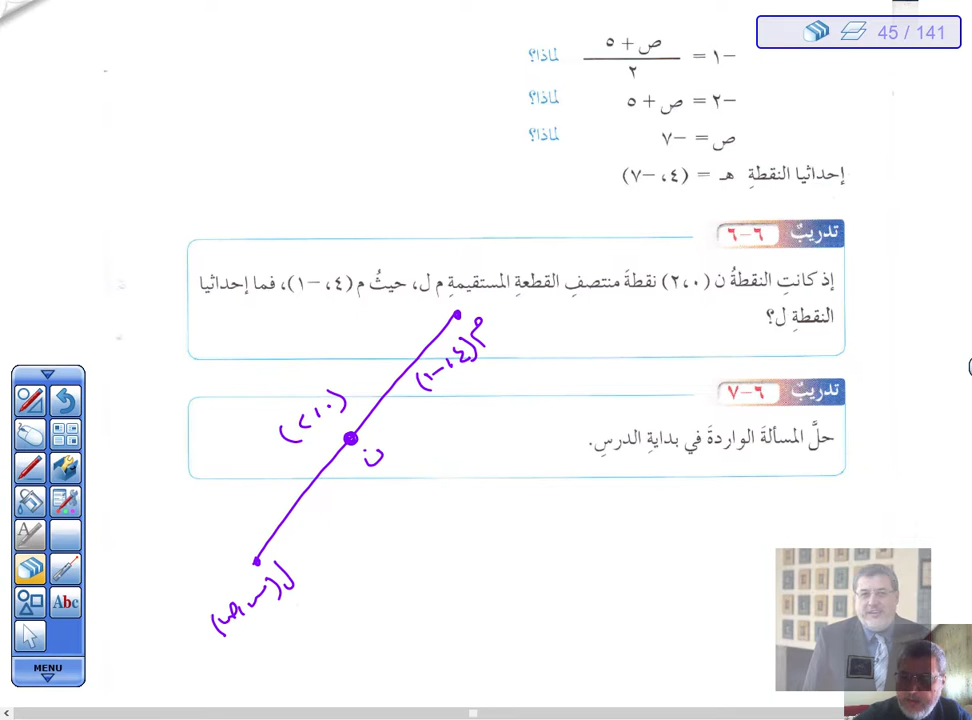 45 / 141
-١ = (ص + ٥) / ٢ لماذا؟
-٢ = ص + ٥ لماذا؟
ص = -٧ لماذا؟
إحداثيا النقطةِ هـ = (٤، -٧)
تدريبٌ ٦-٦
إذ كانتِ النقطةُ ن (٢،٠) نقطةَ منتصفِ القطعةِ المستقيمةِ م ل، حيثُ م (٤، -١)، فما إحداثيا
النقطةِ ل؟
م (٤، -١)
(٠، ٢)
تدريبٌ ٦-٧
حلَّ المسألةَ الواردةَ في بدايةِ الدرسِ.
ن
ل (س، ص)
Abc
MENU